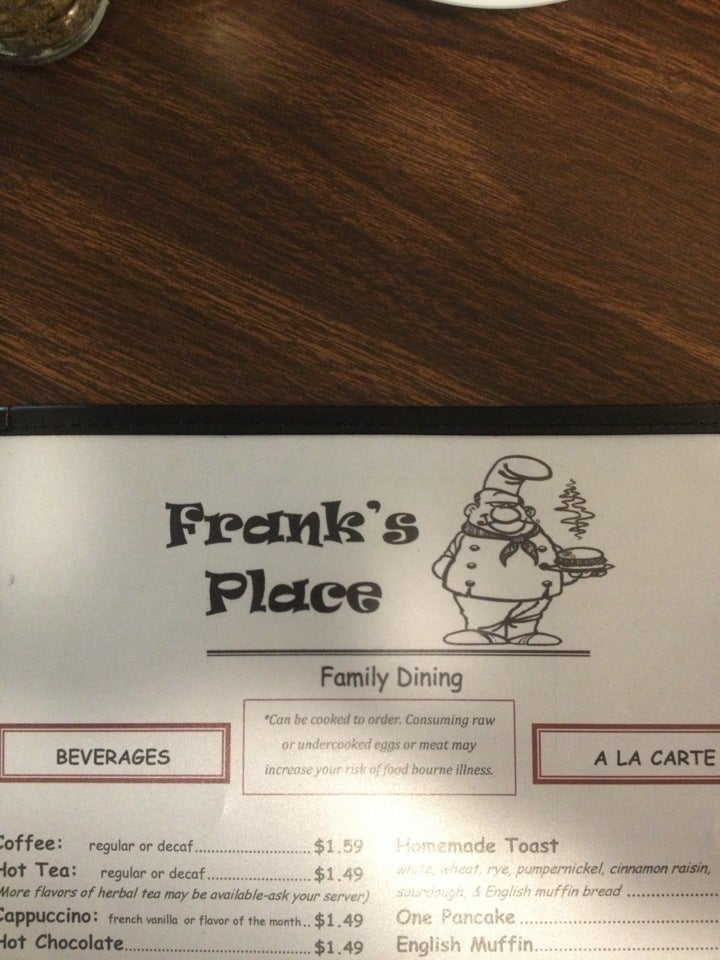 Frank's
Place
Family Dining
*Can be cooked to order. Consuming raw
or undercooked eggs or meat may
increase your risk of food bourne illness.
BEVERAGES
A LA CARTE
Coffee: regular or decaf..............................$1.59
Hot Tea: regular or decaf..........................$1.49
(More flavors of herbal tea may be available-ask your server)
Cappuccino: french vanilla or flavor of the month..$1.49
Hot Chocolate..............................................$1.49
Homemade Toast
white, wheat, rye, pumpernickel, cinnamon raisin,
sourdough, & English muffin bread ..................
One Pancake ..........................................
English Muffin........................................